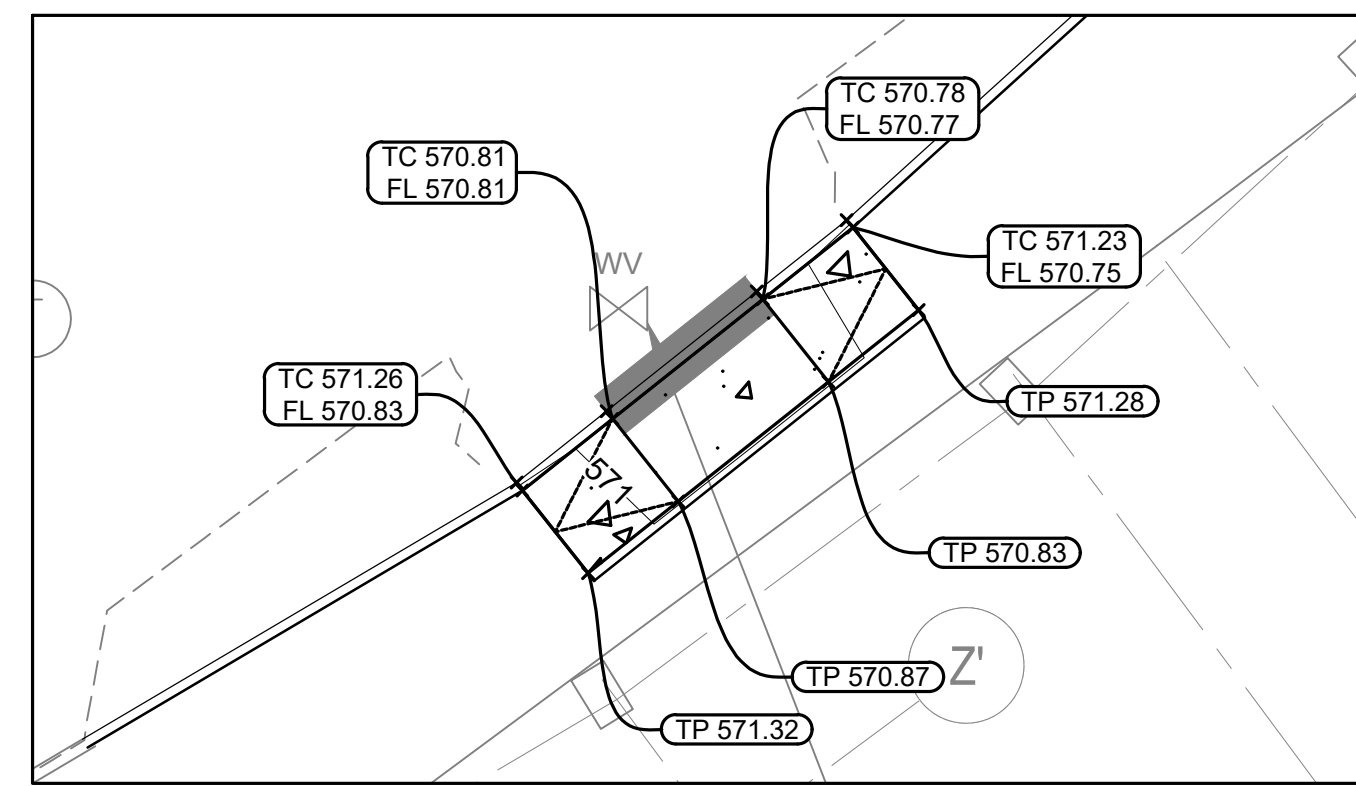 TC 570.78
FL 570.77
TC 570.81
FL 570.81
TC 571.23
FL 570.75
WV
TC 571.26
FL 570.83
TP 571.28
571
TP 570.83
Z'
TP 570.87
TP 571.32